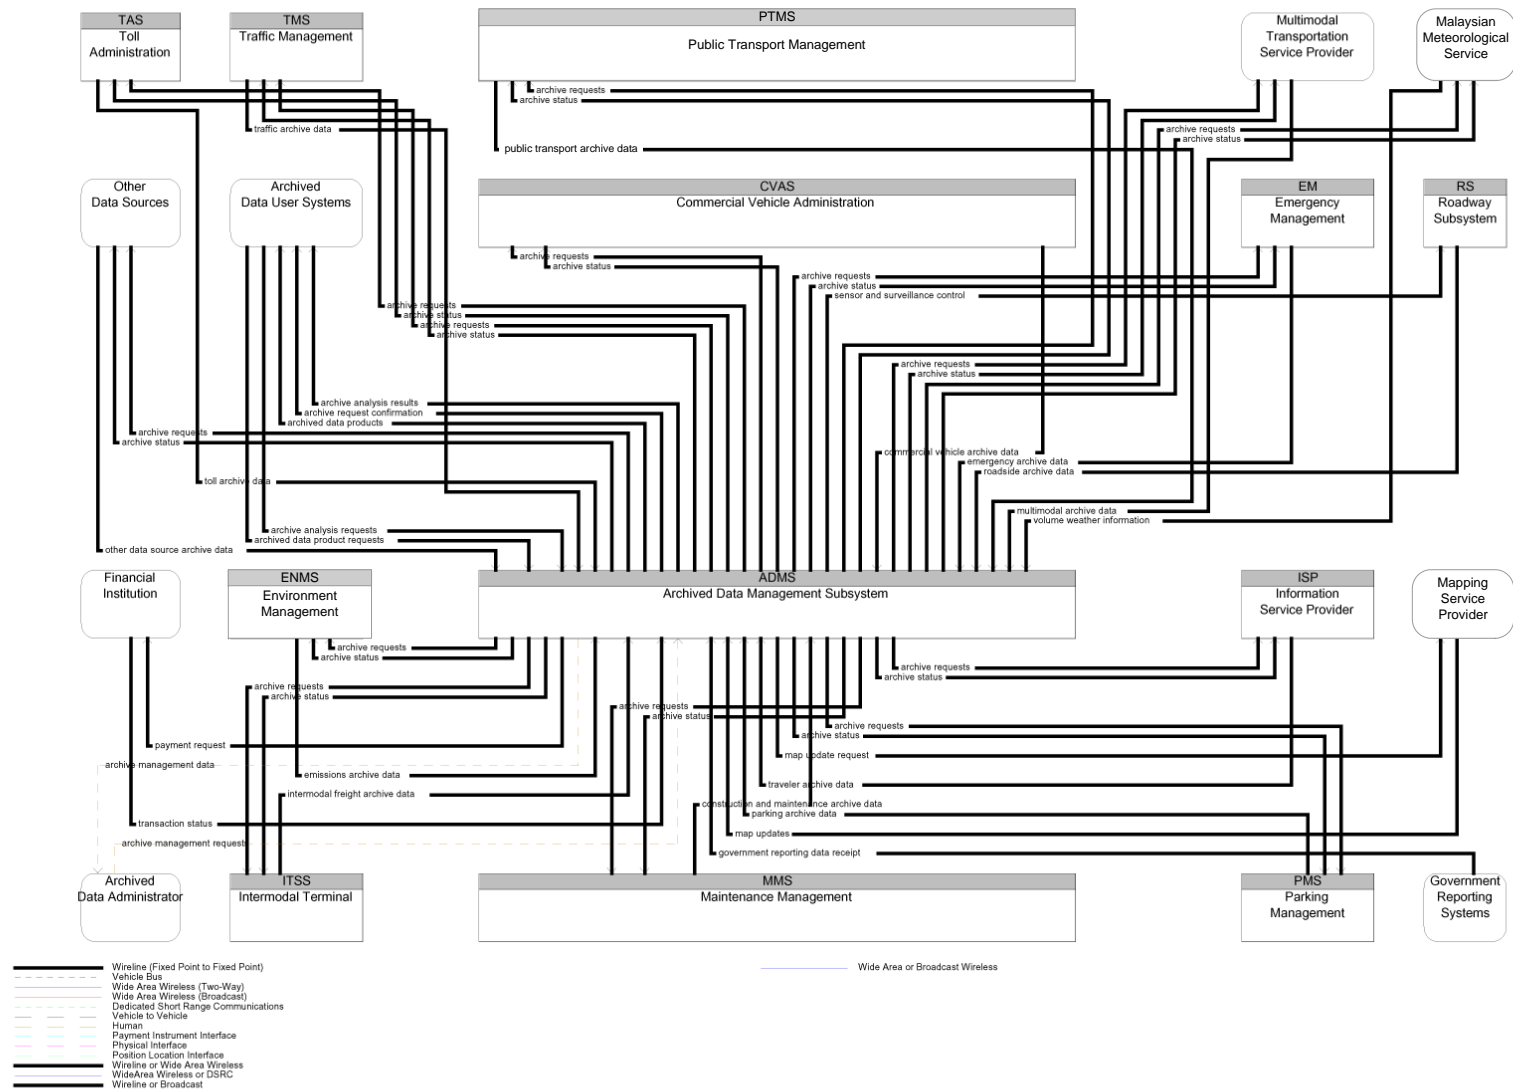 TAS
Toll
Administration
TMS
Traffic Management
PTMS
Public Transport Management
Multimodal
Transportation
Service Provider
Malaysian
Meteorological
Service
archive requests
archive status
traffic archive data
public transport archive data
archive requests
archive status
Other
Data Sources
Archived
Data User Systems
CVAS
Commercial Vehicle Administration
EM
Emergency
Management
RS
Roadway
Subsystem
archive requests
archive status
archive requests
archive status
sensor and surveillance control
archive requests
archive status
archive requests
archive status
archive requests
archive status
archive analysis results
archive request confirmation
archived data products
archive requests
archive status
commercial vehicle archive data
emergency archive data
roadside archive data
toll archive data
multimodal archive data
volume weather information
archive analysis requests
archived data product requests
other data source archive data
Financial
Institution
ENMS
Environment
Management
ADMS
Archived Data Management Subsystem
ISP
Information
Service Provider
Mapping
Service
Provider
archive requests
archive status
archive requests
archive status
archive requests
archive status
archive requests
archive status
archive requests
archive status
payment request
map update request
archive management data
emissions archive data
traveler archive data
intermodal freight archive data
construction and maintenance archive data
parking archive data
transaction status
map updates
archive management requests
government reporting data receipt
Archived
Data Administrator
ITSS
Intermodal Terminal
MMS
Maintenance Management
PMS
Parking
Management
Government
Reporting
Systems
Wireline (Fixed Point to Fixed Point)
Vehicle Bus
Wide Area Wireless (Two-Way)
Wide Area Wireless (Broadcast)
Dedicated Short Range Communications
Vehicle to Vehicle
Human
Payment Instrument Interface
Physical Interface
Position Location Interface
Wireline or Wide Area Wireless
WideArea Wireless or DSRC
Wireline or Broadcast
Wide Area or Broadcast Wireless